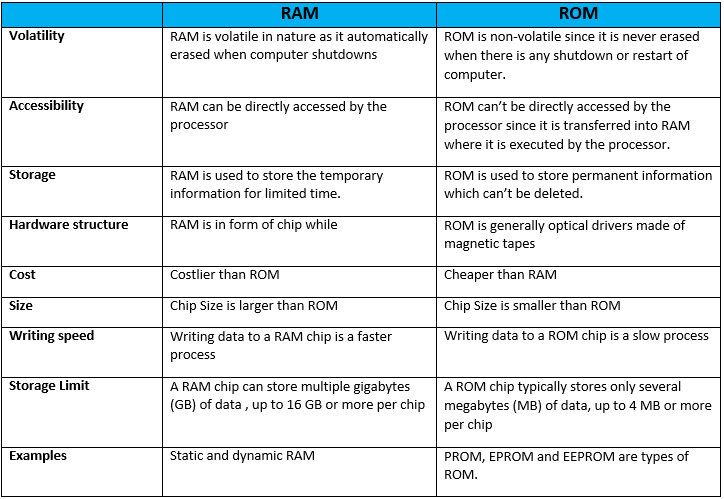 RAM
ROM
Volatility
RAM is volatile in nature as it automatically
erased when computer shutdowns
ROM is non-volatile since it is never erased
when there is any shutdown or restart of
computer.
Accessibility
RAM can be directly accessed by the
processor
ROM can’t be directly accessed by the
processor since it is transferred into RAM
where it is executed by the processor.
Storage
RAM is used to store the temporary
information for limited time.
ROM is used to store permanent information
which can’t be deleted.
Hardware structure
RAM is in form of chip while
ROM is generally optical drivers made of
magnetic tapes
Cost
Costlier than ROM
Cheaper than RAM
Size
Chip Size is larger than ROM
Chip Size is smaller than ROM
Writing speed
Writing data to a RAM chip is a faster
process
Writing data to a ROM chip is a slow process
Storage Limit
A RAM chip can store multiple gigabytes
(GB) of data , up to 16 GB or more per chip
A ROM chip typically stores only several
megabytes (MB) of data, up to 4 MB or more
per chip
Examples
Static and dynamic RAM
PROM, EPROM and EEPROM are types of
ROM.